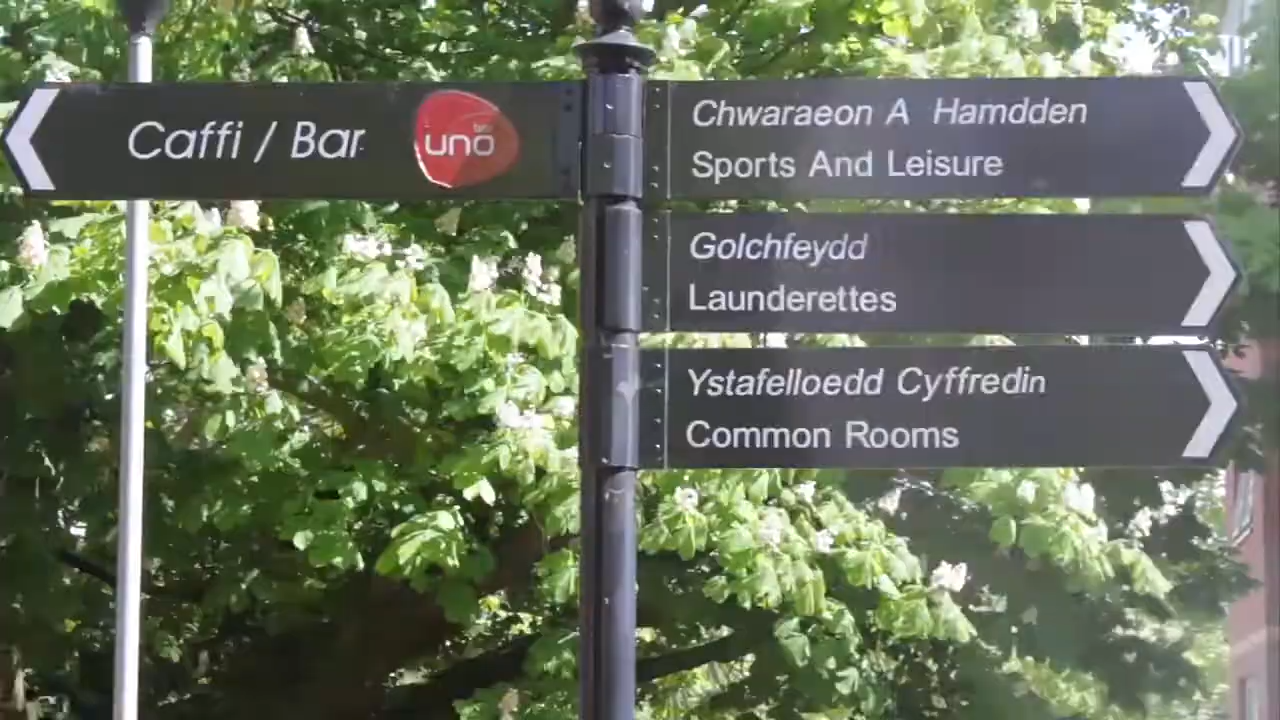 Caffi / Bar
uno
Chwaraeon A Hamdden
Sports And Leisure
Golchfeydd
Launderettes
Ystafelloedd Cyffredin
Common Rooms